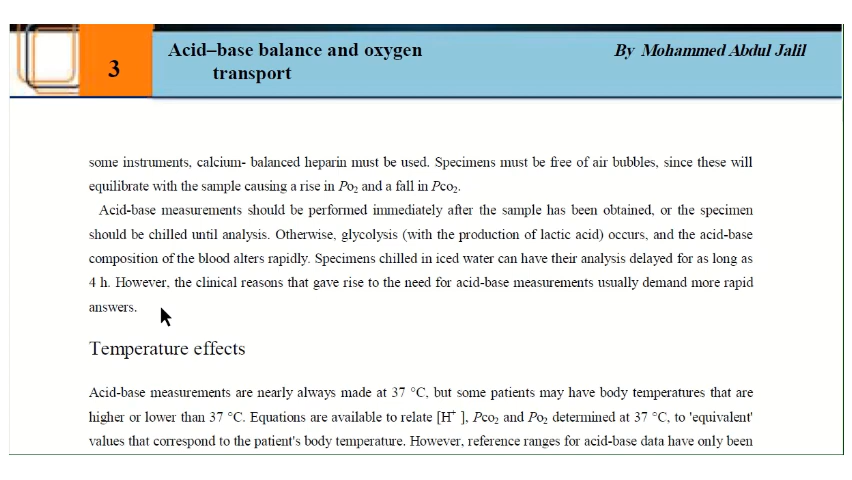 3
Acid–base balance and oxygen
transport
By Mohammed Abdul Jalil
some instruments, calcium- balanced heparin must be used. Specimens must be free of air bubbles, since these will
equilibrate with the sample causing a rise in Po₂ and a fall in Pco₂.
Acid-base measurements should be performed immediately after the sample has been obtained, or the specimen
should be chilled until analysis. Otherwise, glycolysis (with the production of lactic acid) occurs, and the acid-base
composition of the blood alters rapidly. Specimens chilled in iced water can have their analysis delayed for as long as
4 h. However, the clinical reasons that gave rise to the need for acid-base measurements usually demand more rapid
answers.
Temperature effects
Acid-base measurements are nearly always made at 37 °C, but some patients may have body temperatures that are
higher or lower than 37 °C. Equations are available to relate [H⁺ ], Pco₂ and Po₂ determined at 37 °C, to 'equivalent'
values that correspond to the patient's body temperature. However, reference ranges for acid-base data have only been